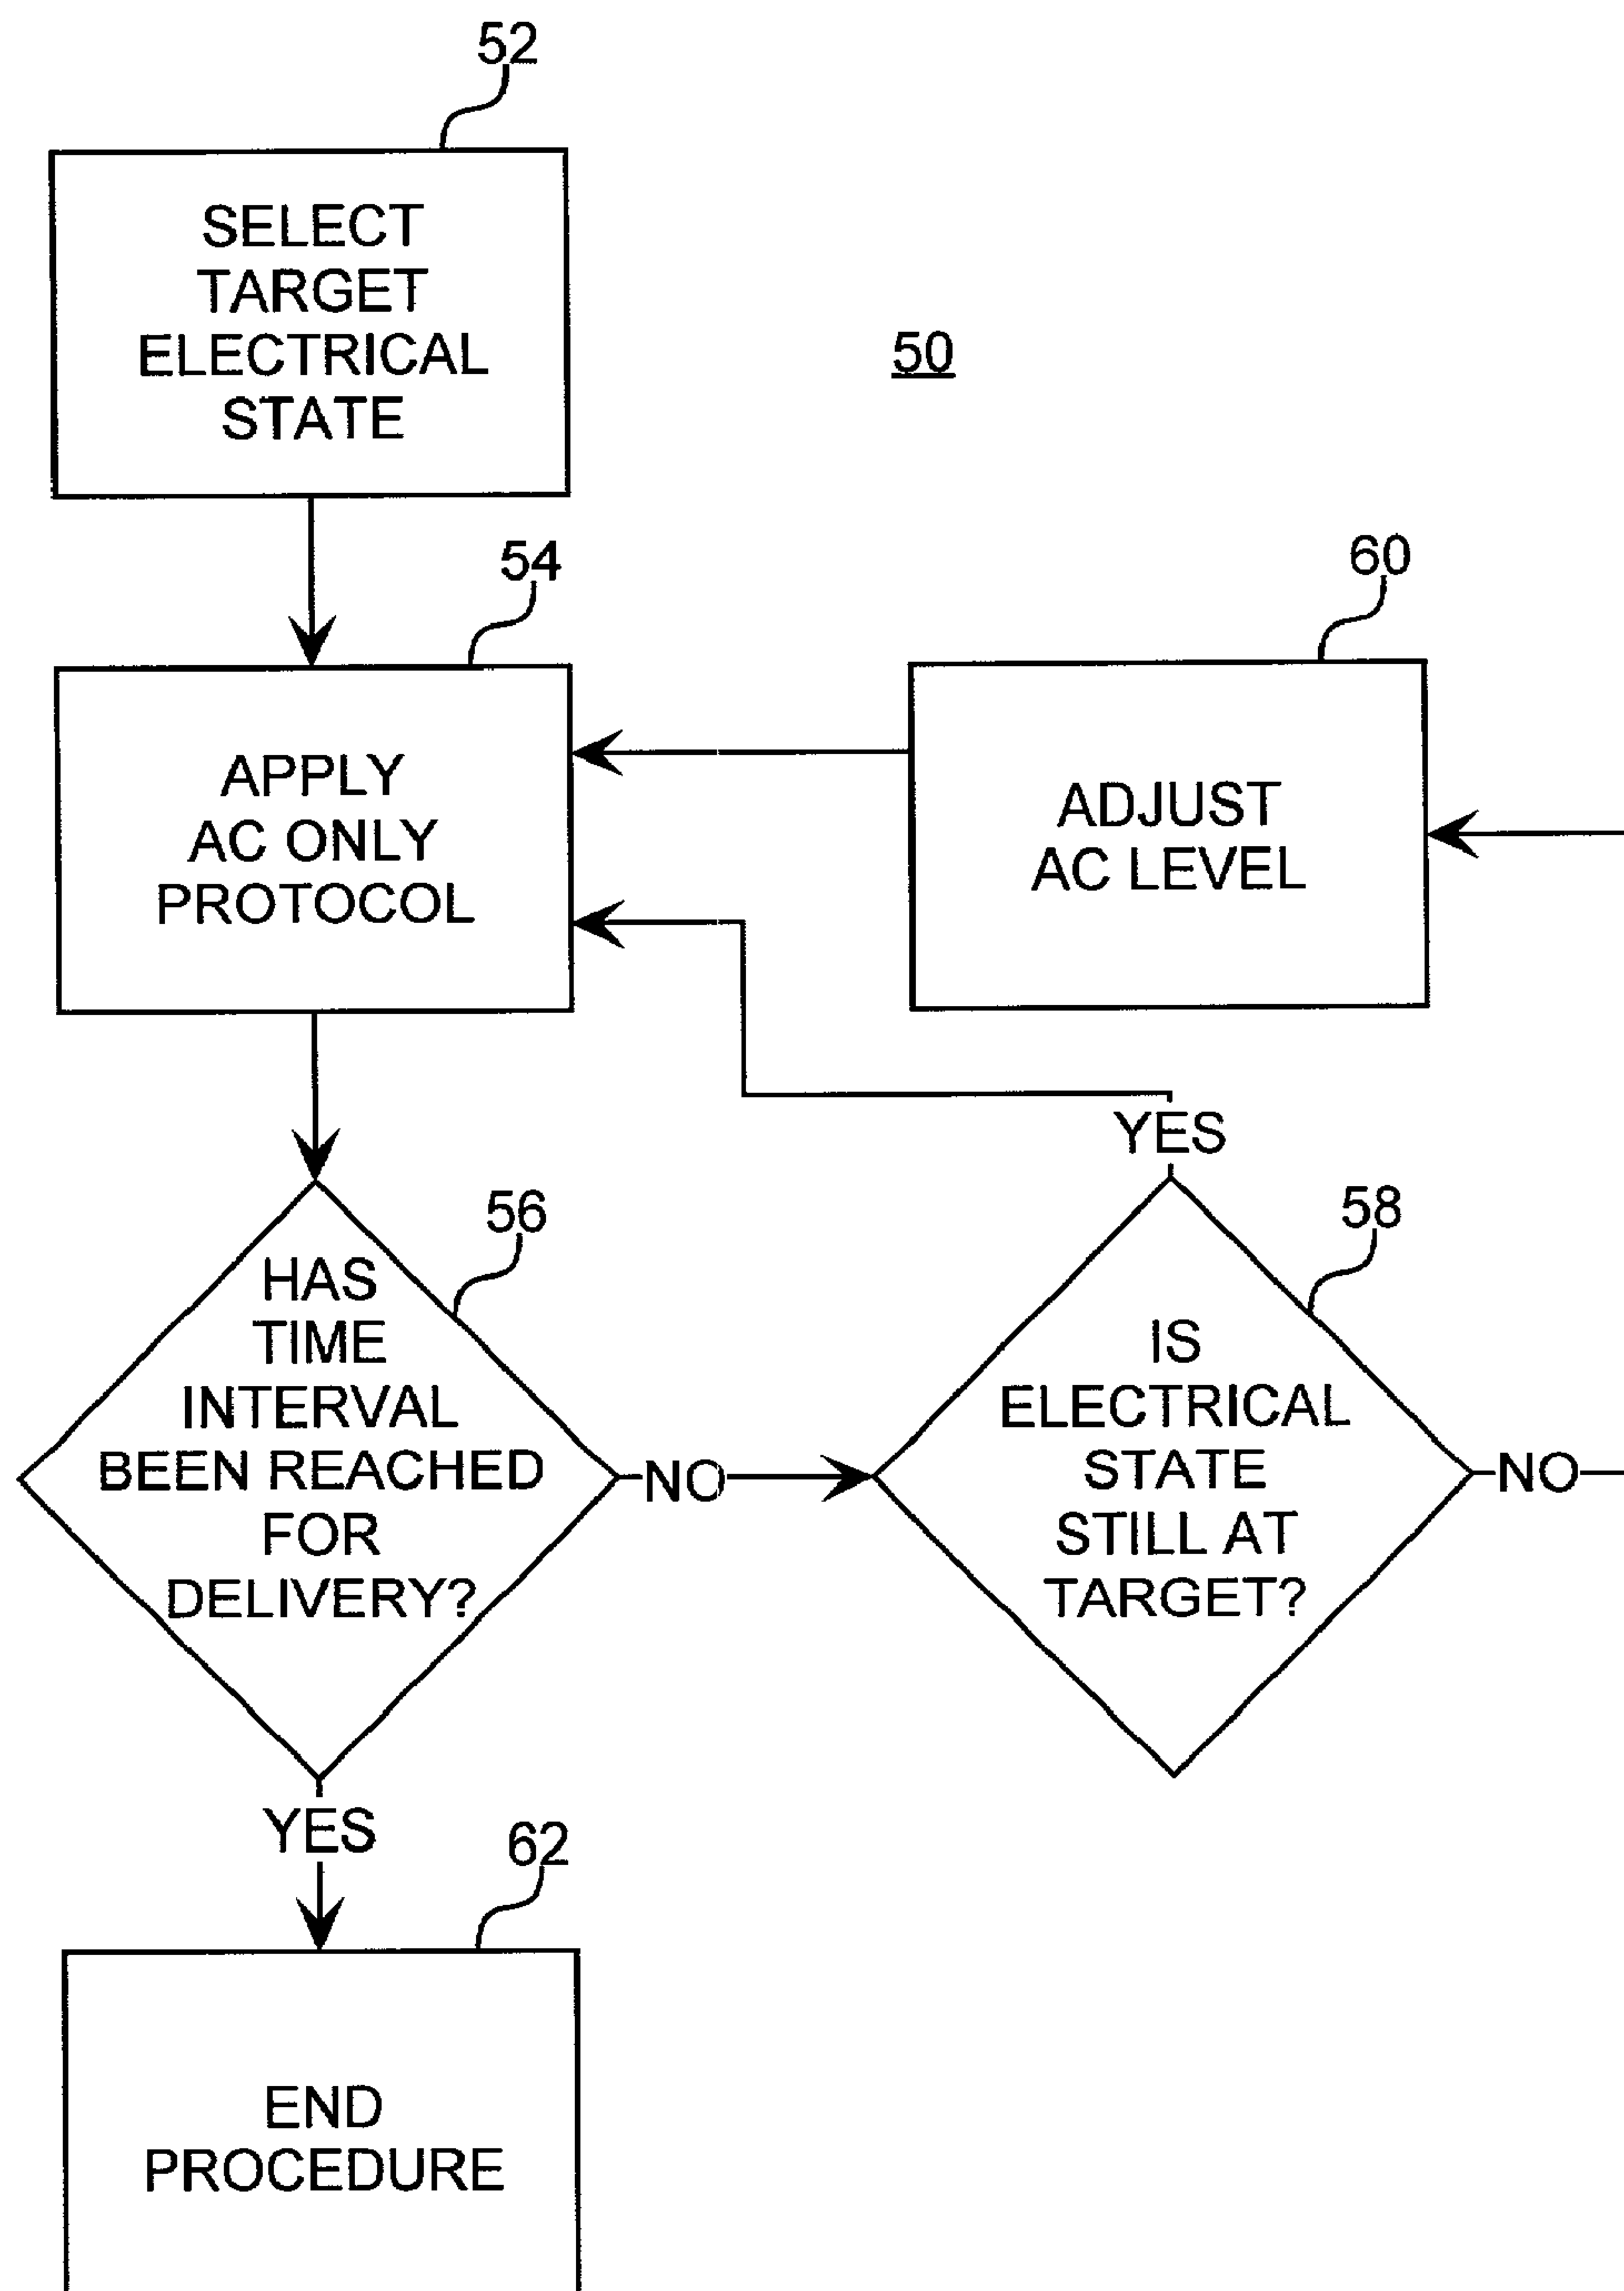 52
SELECT
TARGET
ELECTRICAL
STATE
50
54
APPLY
AC ONLY
PROTOCOL
60
ADJUST
AC LEVEL
56
HAS
TIME
INTERVAL
BEEN REACHED
FOR
DELIVERY?
NO
YES
58
IS
ELECTRICAL
STATE
STILL AT
TARGET?
NO
YES
62
END
PROCEDURE